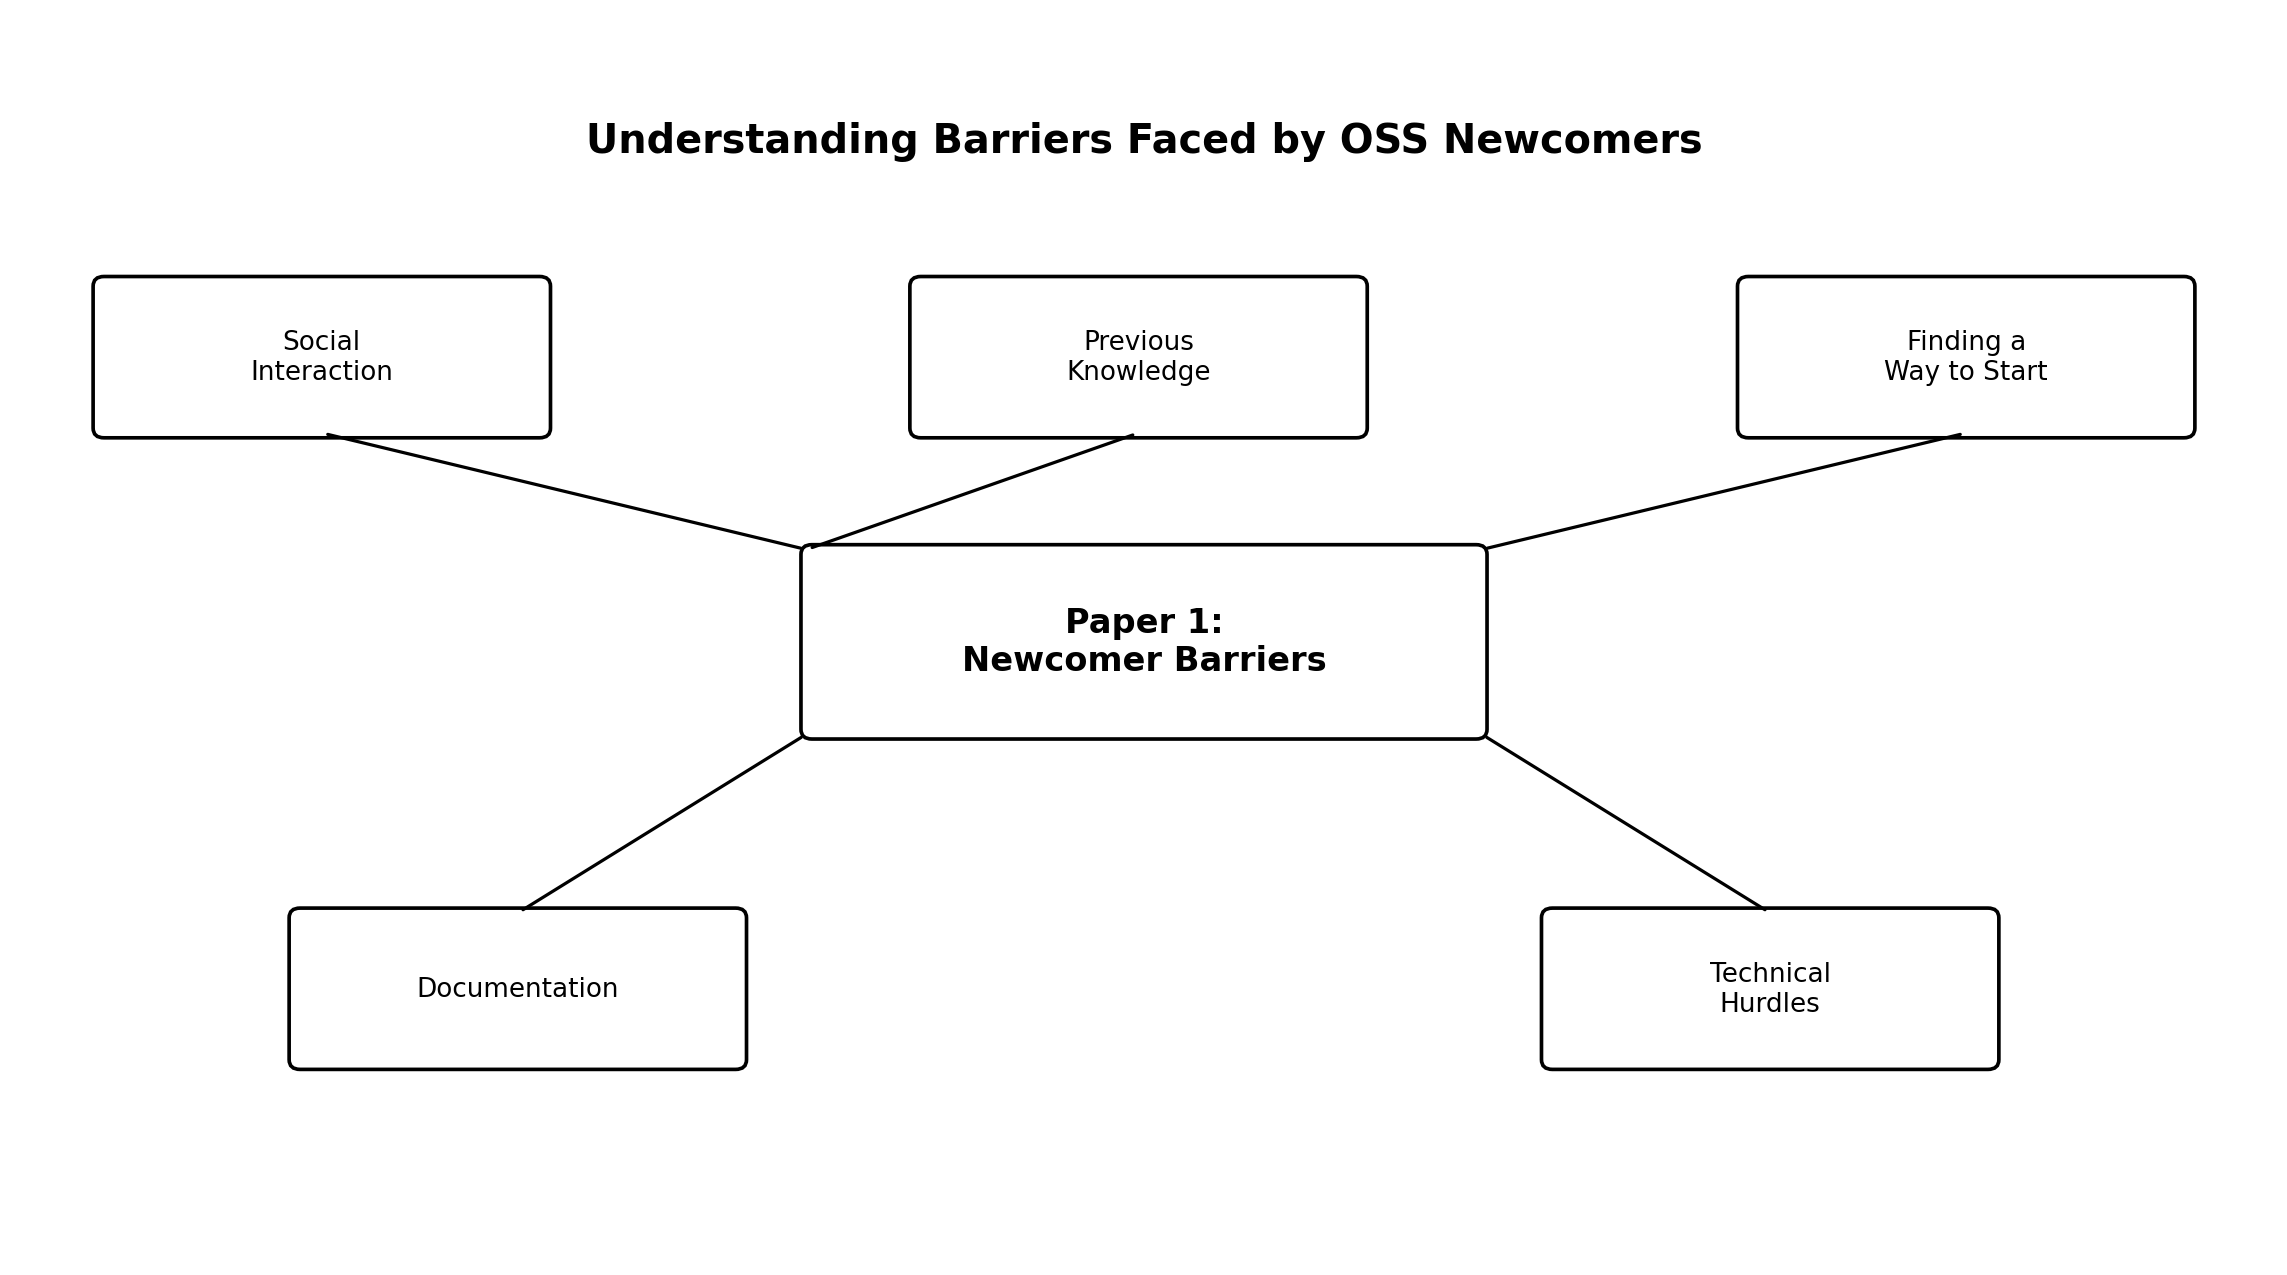 Understanding Barriers Faced by OSS Newcomers
Social
Interaction
Previous
Knowledge
Finding a
Way to Start
Paper 1:
Newcomer Barriers
Documentation
Technical
Hurdles